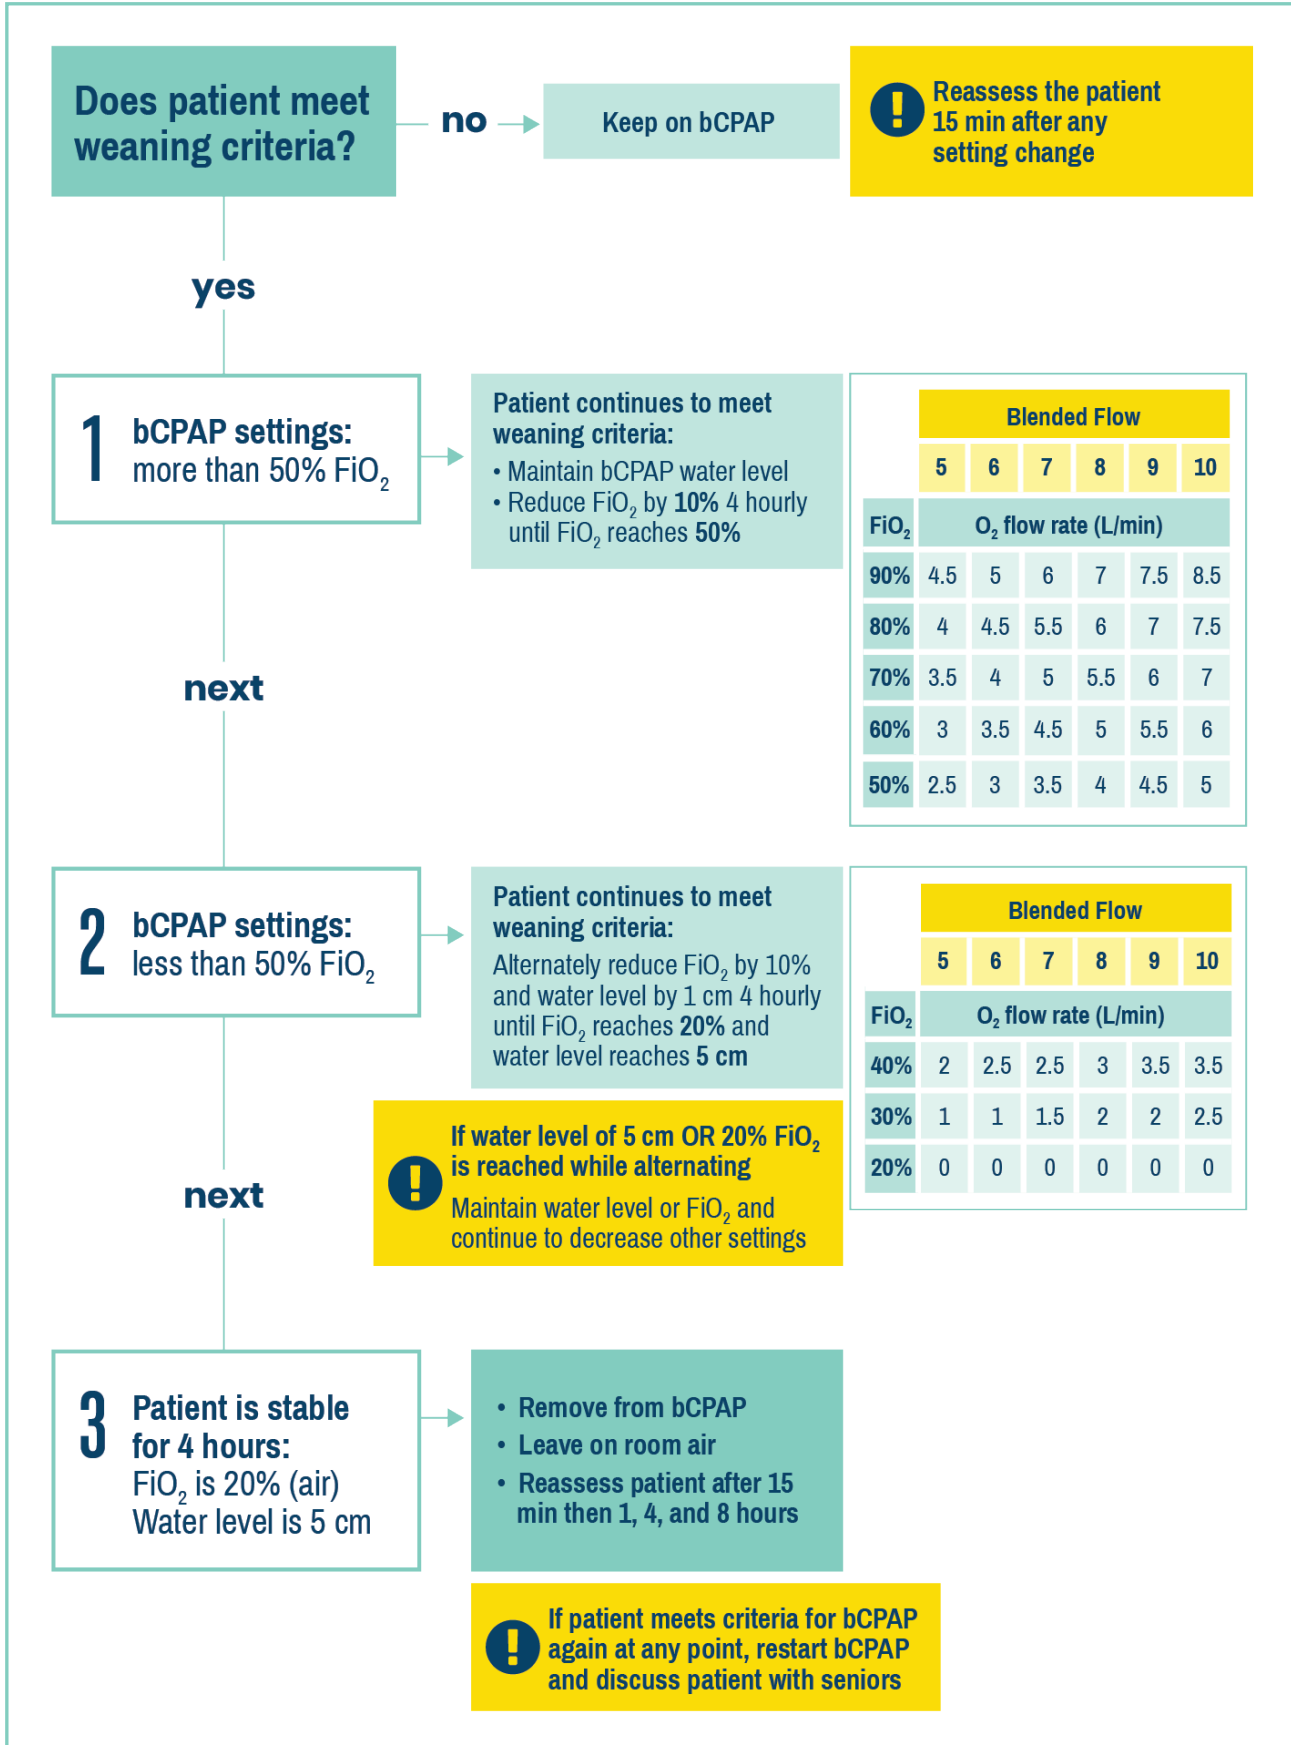 Does patient meet
weaning criteria?
no
Keep on bCPAP
! Reassess the patient
15 min after any
setting change
yes
1 bCPAP settings:
more than 50% FiO₂
Patient continues to meet
weaning criteria:
• Maintain bCPAP water level
• Reduce FiO₂ by 10% 4 hourly
until FiO₂ reaches 50%
Blended Flow
5 6 7 8 9 10
FiO₂ O₂ flow rate (L/min)
90% 4.5 5 6 7 7.5 8.5
80% 4 4.5 5.5 6 7 7.5
70% 3.5 4 5 5.5 6 7
60% 3 3.5 4.5 5 5.5 6
50% 2.5 3 3.5 4 4.5 5
next
2 bCPAP settings:
less than 50% FiO₂
Patient continues to meet
weaning criteria:
Alternately reduce FiO₂ by 10%
and water level by 1 cm 4 hourly
until FiO₂ reaches 20% and
water level reaches 5 cm
Blended Flow
5 6 7 8 9 10
FiO₂ O₂ flow rate (L/min)
40% 2 2.5 2.5 3 3.5 3.5
30% 1 1 1.5 2 2 2.5
20% 0 0 0 0 0 0
! If water level of 5 cm OR 20% FiO₂
is reached while alternating
Maintain water level or FiO₂ and
continue to decrease other settings
next
3 Patient is stable
for 4 hours:
FiO₂ is 20% (air)
Water level is 5 cm
• Remove from bCPAP
• Leave on room air
• Reassess patient after 15
min then 1, 4, and 8 hours
! If patient meets criteria for bCPAP
again at any point, restart bCPAP
and discuss patient with seniors